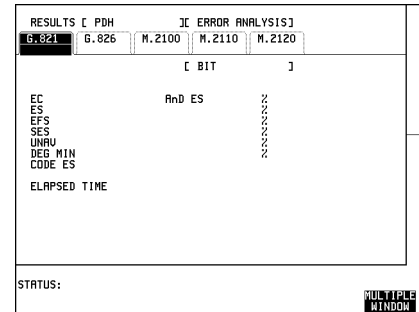 RESULTS [ PDH ][ ERROR ANALYSIS]
G.821 G.826 M.2100 M.2110 M.2120
[ BIT ]
EC AnD ES %
ES %
EFS %
SES %
UNAV %
DEG MIN %
CODE ES
ELAPSED TIME
STATUS:
MULTIPLE
WINDOW